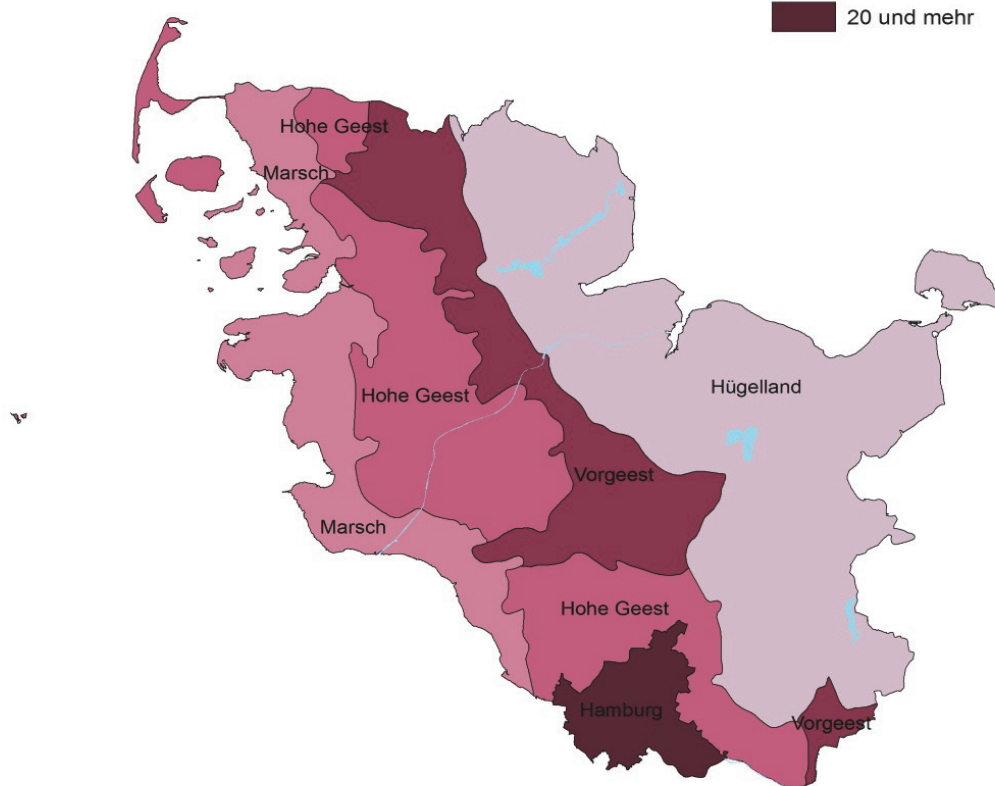 20 und mehr
Hohe Geest
Marsch
Hügelland
Hohe Geest
Vorgeest
Marsch
Hohe Geest
Hamburg
Vorgeest